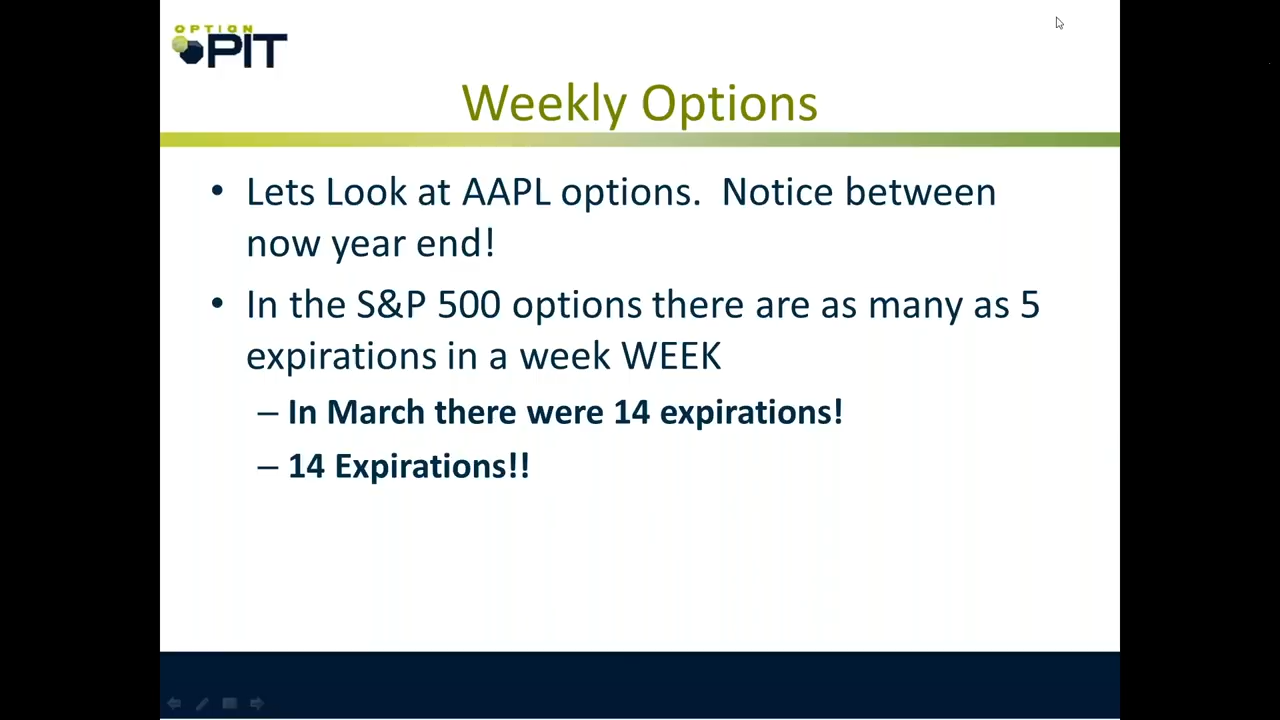 OPTION
PIT
Weekly Options
• Lets Look at AAPL options.  Notice between
now year end!
• In the S&P 500 options there are as many as 5
expirations in a week WEEK
– In March there were 14 expirations!
– 14 Expirations!!